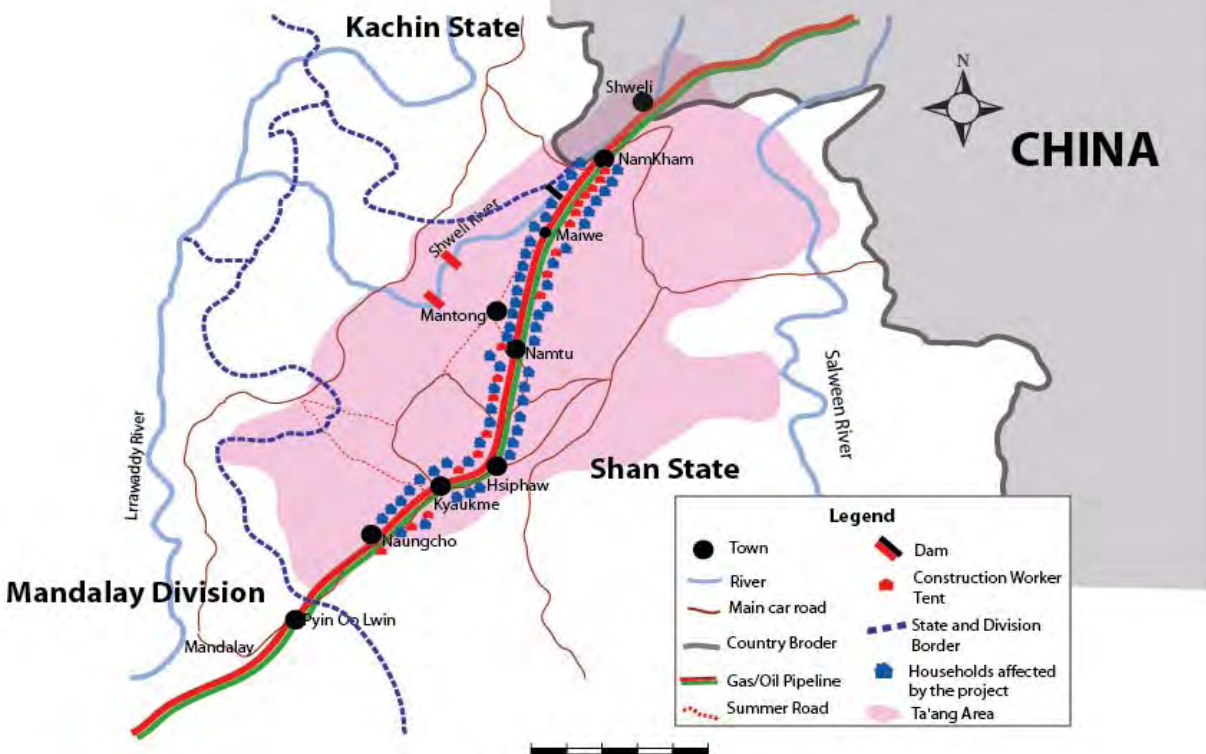 Kachin State
N
Shweli
CHINA
NamKham
Shweli River
Maiwe
Mantong
Namtu
Salween River
Lrrawaddy River
Shan State
Hsiphaw
Kyaukme
Naungcho
Mandalay Division
Pyin Oo Lwin
Mandalay
Legend
Town
River
Main car road
Country Broder
Gas/Oil Pipeline
Summer Road
Dam
Construction Worker
Tent
State and Division
Border
Households affected
by the project
Ta'ang Area